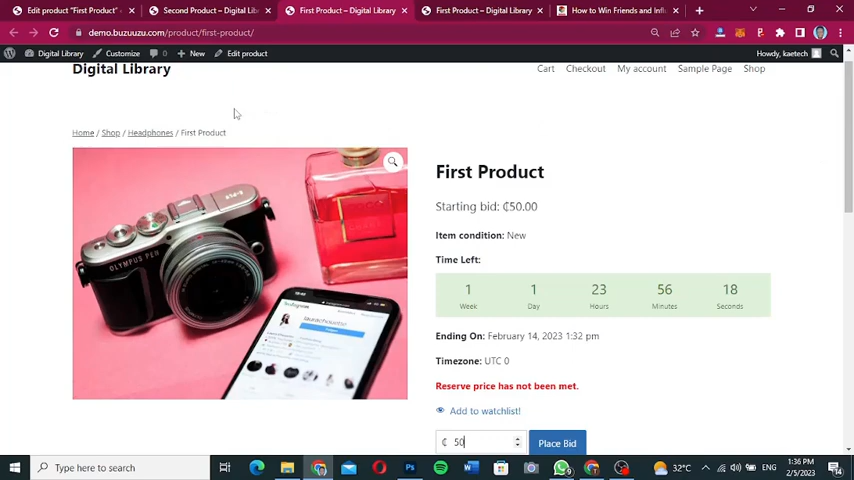 Edit product "First Product" ‹
Second Product – Digital Lib
First Product – Digital Library
First Product – Digital Library
How to Win Friends and Infl
demo.buzuuzu.com/product/first-product/
Digital Library
Customize
0
New
Edit product
Howdy, kaetech
Digital Library
Cart
Checkout
My account
Sample Page
Shop
Home / Shop / Headphones / First Product
First Product
Starting bid: ₵50.00
Item condition: New
Time Left:
1 1 23 56 18
Week Day Hours Minutes Seconds
Ending On: February 14, 2023 1:32 pm
Timezone: UTC 0
Reserve price has not been met.
Add to watchlist!
₵ 50
Place Bid
OLYMPUS PEN
Instagram
Type here to search
32°C
ENG
1:36 PM
2/5/2023